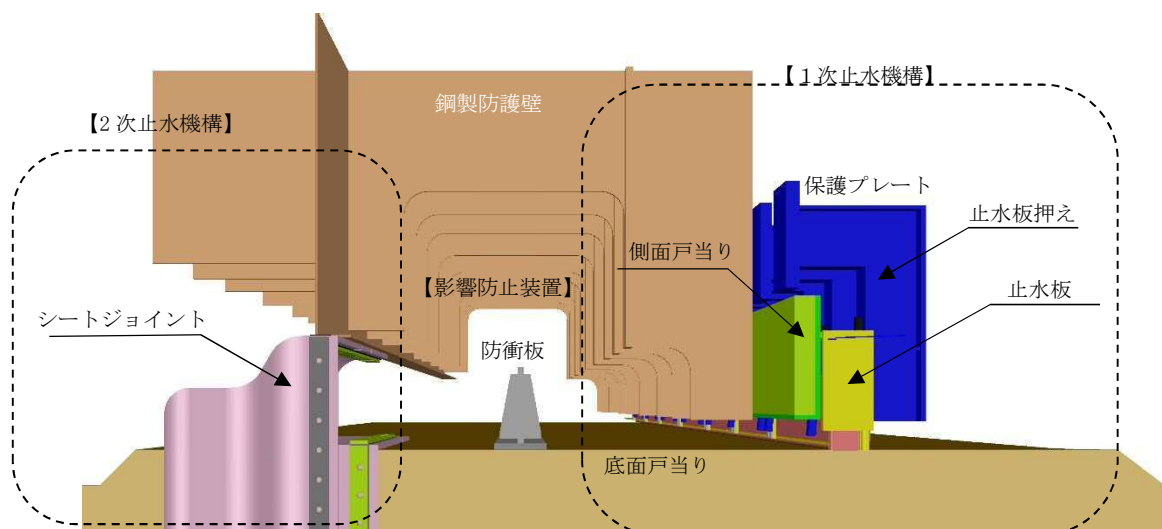 【１次止水機構】
鋼製防護壁
【2 次止水機構】
保護プレート
止水板押え
側面戸当り
【影響防止装置】
止水板
シートジョイント
防衝板
底面戸当り